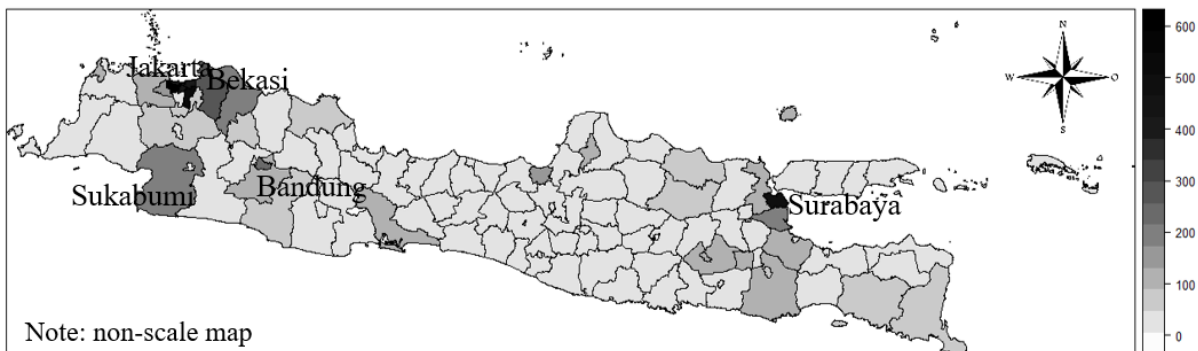 N
W
O
S
Jakarta
Bekasi
Sukabumi
Bandung
Surabaya
Note: non-scale map
600
500
400
300
200
100
0